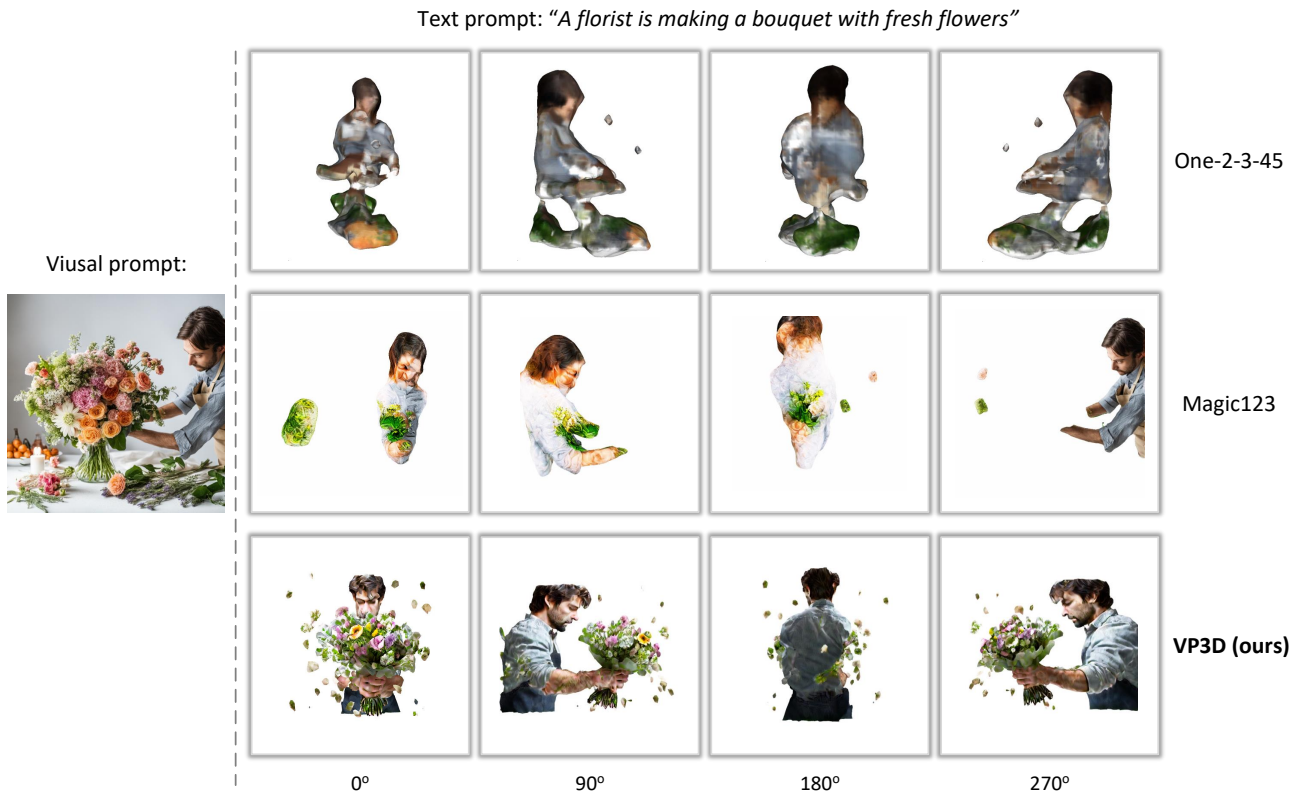 Text prompt: “A florist is making a bouquet with fresh flowers”
One-2-3-45
Viusal prompt:
Magic123
VP3D (ours)
0º 90º 180º 270º